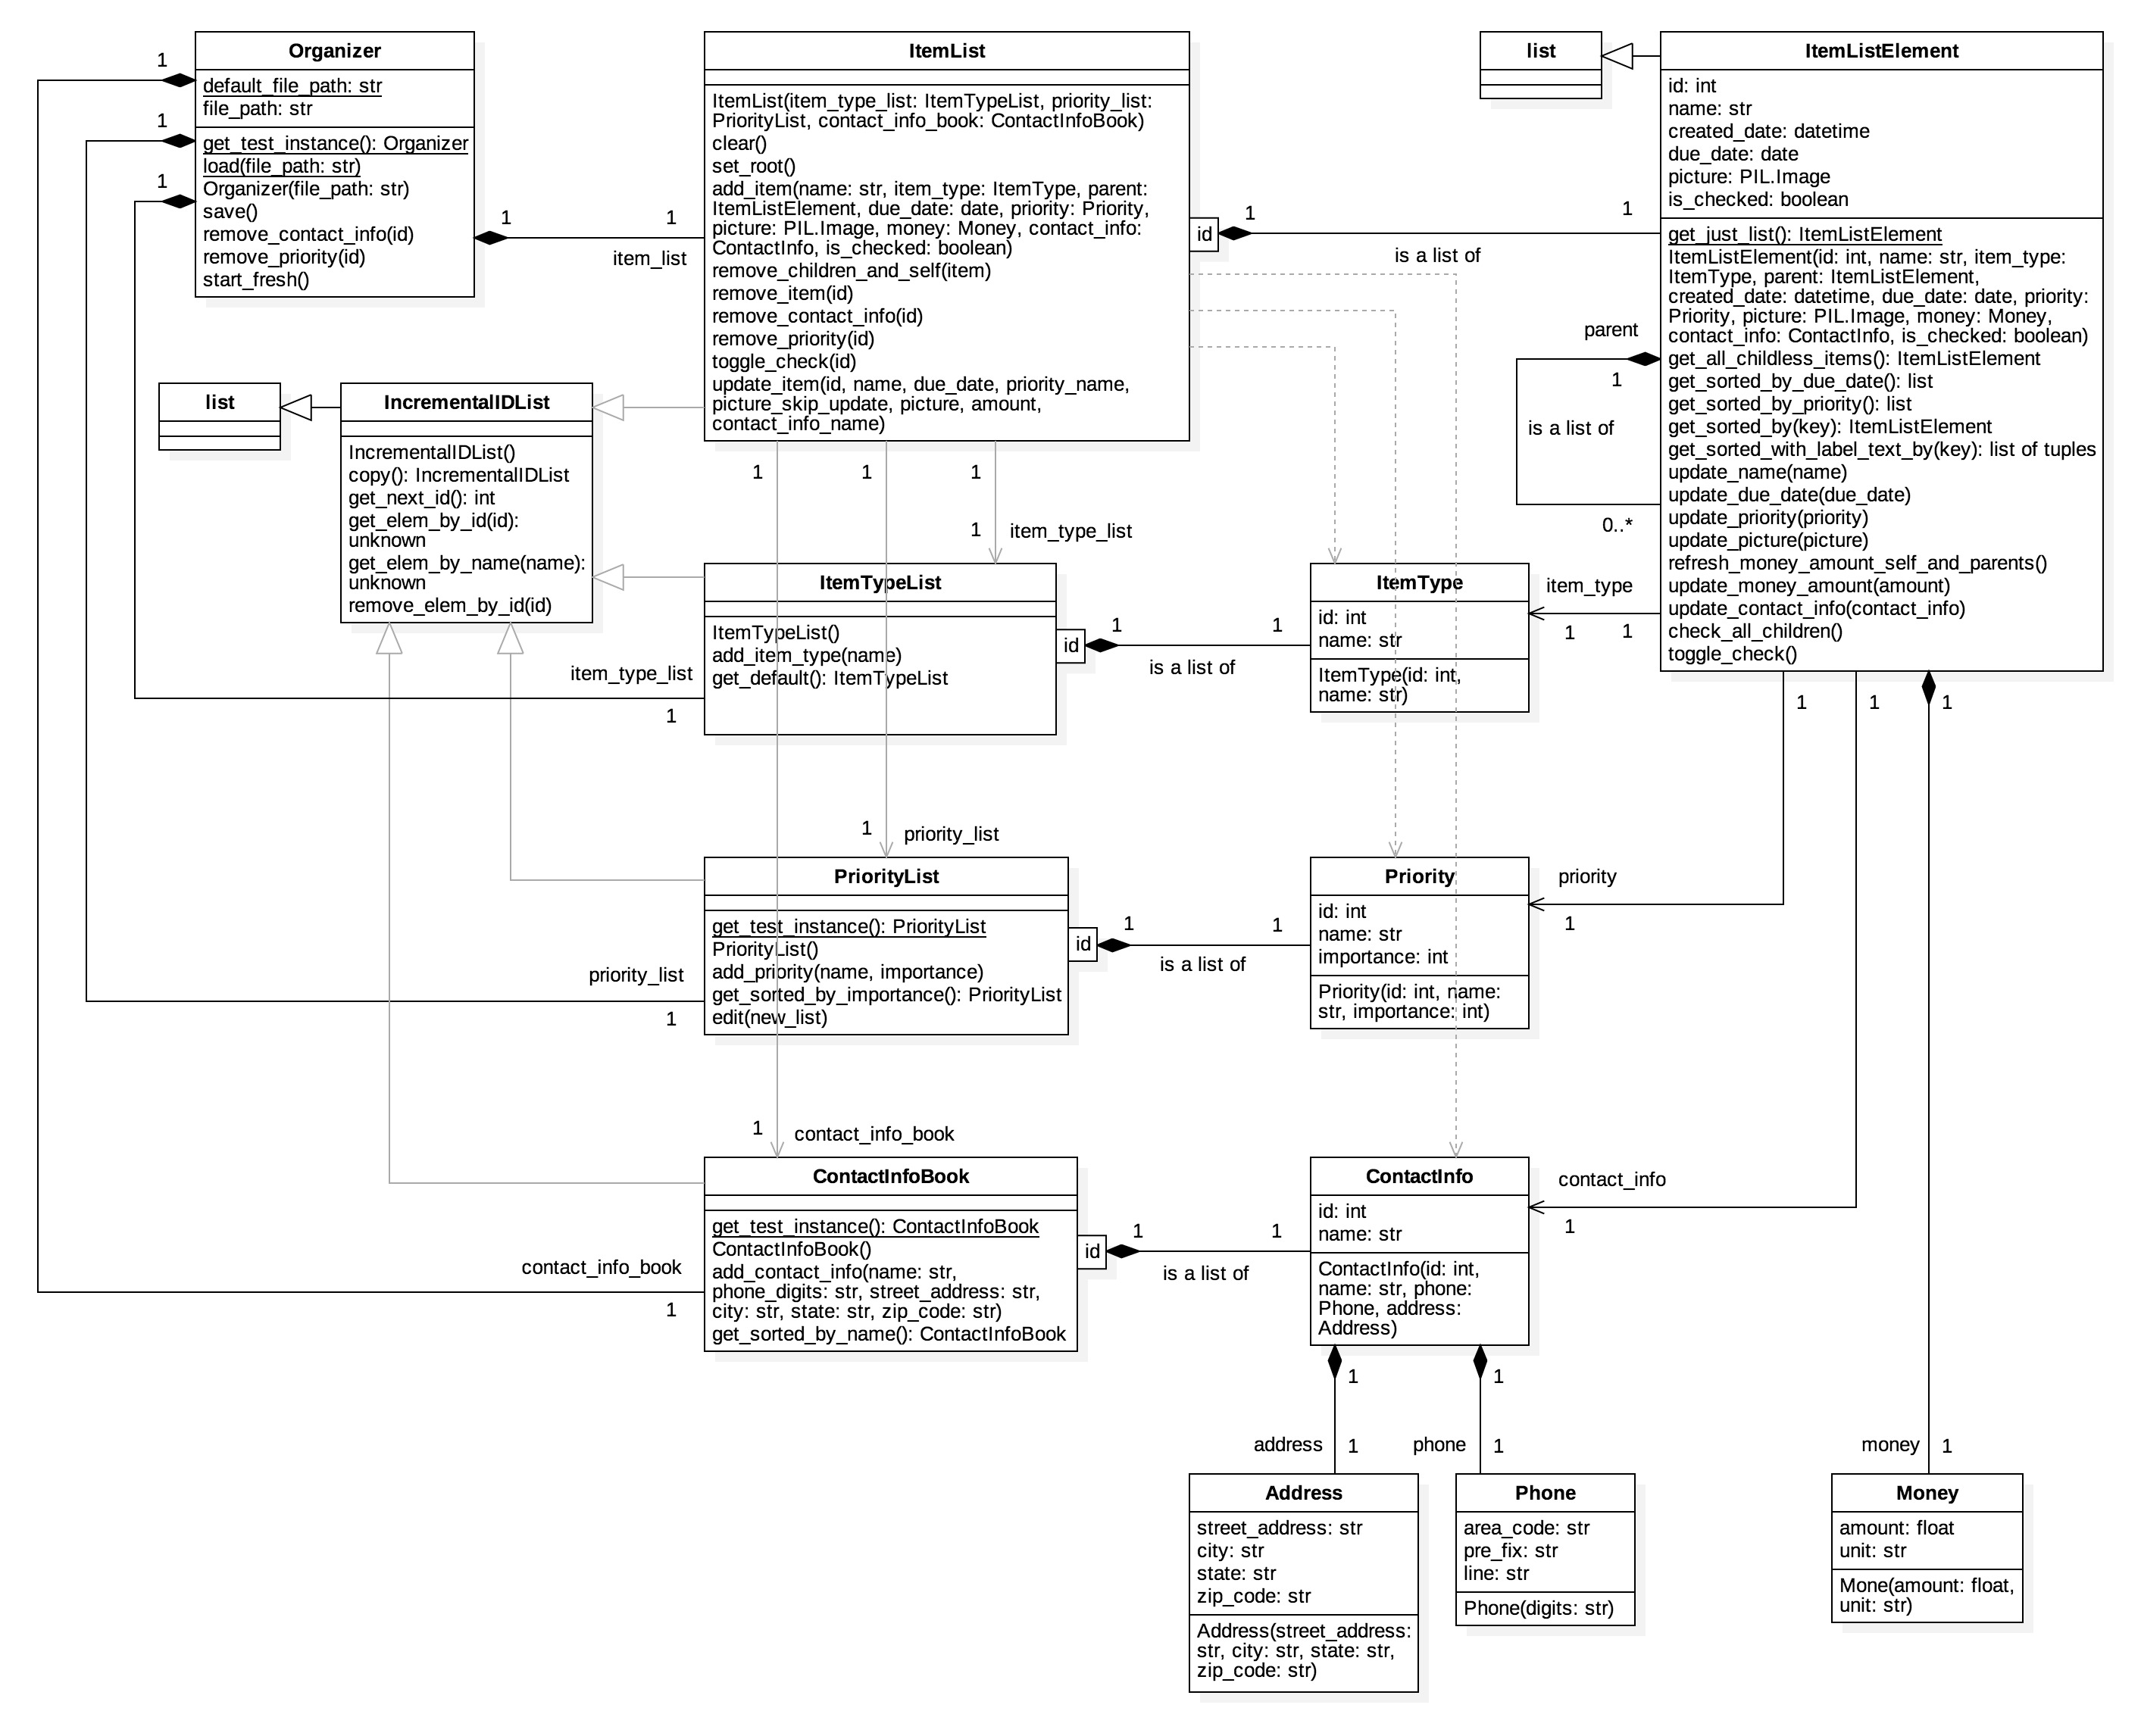 Organizer
default_file_path: str
file_path: str
get_test_instance(): Organizer
load(file_path: str)
Organizer(file_path: str)
save()
remove_contact_info(id)
remove_priority(id)
start_fresh()
1
1
1
1
1
item_list
ItemList
ItemList(item_type_list: ItemTypeList, priority_list:
PriorityList, contact_info_book: ContactInfoBook)
clear()
set_root()
add_item(name: str, item_type: ItemType, parent:
ItemListElement, due_date: date, priority: Priority,
picture: PIL.Image, money: Money, contact_info:
ContactInfo, is_checked: boolean)
remove_children_and_self(item)
remove_item(id)
remove_contact_info(id)
remove_priority(id)
toggle_check(id)
update_item(id, name, due_date, priority_name,
picture_skip_update, picture, amount,
contact_info_name)
id
1
1
is a list of
list
ItemListElement
id: int
name: str
created_date: datetime
due_date: date
picture: PIL.Image
is_checked: boolean
get_just_list(): ItemListElement
ItemListElement(id: int, name: str, item_type:
ItemType, parent: ItemListElement,
created_date: datetime, due_date: date, priority:
Priority, picture: PIL.Image, money: Money,
contact_info: ContactInfo, is_checked: boolean)
get_all_childless_items(): ItemListElement
get_sorted_by_due_date(): list
get_sorted_by_priority(): list
get_sorted_by(key): ItemListElement
get_sorted_with_label_text_by(key): list of tuples
update_name(name)
update_due_date(due_date)
update_priority(priority)
update_picture(picture)
refresh_money_amount_self_and_parents()
update_money_amount(amount)
update_contact_info(contact_info)
check_all_children()
toggle_check()
parent
1
is a list of
0..*
item_type
1
1
list
IncrementalIDList
IncrementalIDList()
copy(): IncrementalIDList
get_next_id(): int
get_elem_by_id(id):
unknown
get_elem_by_name(name):
unknown
remove_elem_by_id(id)
1
1
1
1
item_type_list
ItemTypeList
ItemTypeList()
add_item_type(name)
get_default(): ItemTypeList
id
item_type_list
1
1
1
is a list of
ItemType
id: int
name: str
ItemType(id: int,
name: str)
1
1
1
1
priority_list
PriorityList
get_test_instance(): PriorityList
PriorityList()
add_priority(name, importance)
get_sorted_by_importance(): PriorityList
edit(new_list)
id
priority_list
1
1
1
is a list of
Priority
id: int
name: str
importance: int
Priority(id: int, name:
str, importance: int)
priority
1
1
contact_info_book
ContactInfoBook
get_test_instance(): ContactInfoBook
ContactInfoBook()
add_contact_info(name: str,
phone_digits: str, street_address: str,
city: str, state: str, zip_code: str)
get_sorted_by_name(): ContactInfoBook
id
contact_info_book
1
1
1
is a list of
ContactInfo
id: int
name: str
ContactInfo(id: int,
name: str, phone:
Phone, address:
Address)
contact_info
1
1
1
address
1
phone
1
money
1
Address
street_address: str
city: str
state: str
zip_code: str
Address(street_address:
str, city: str, state: str,
zip_code: str)
Phone
area_code: str
pre_fix: str
line: str
Phone(digits: str)
Money
amount: float
unit: str
Mone(amount: float,
unit: str)